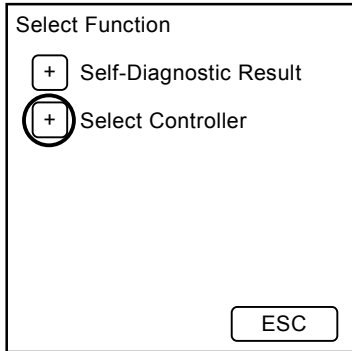 Select Function
+ Self-Diagnostic Result
+ Select Controller
ESC